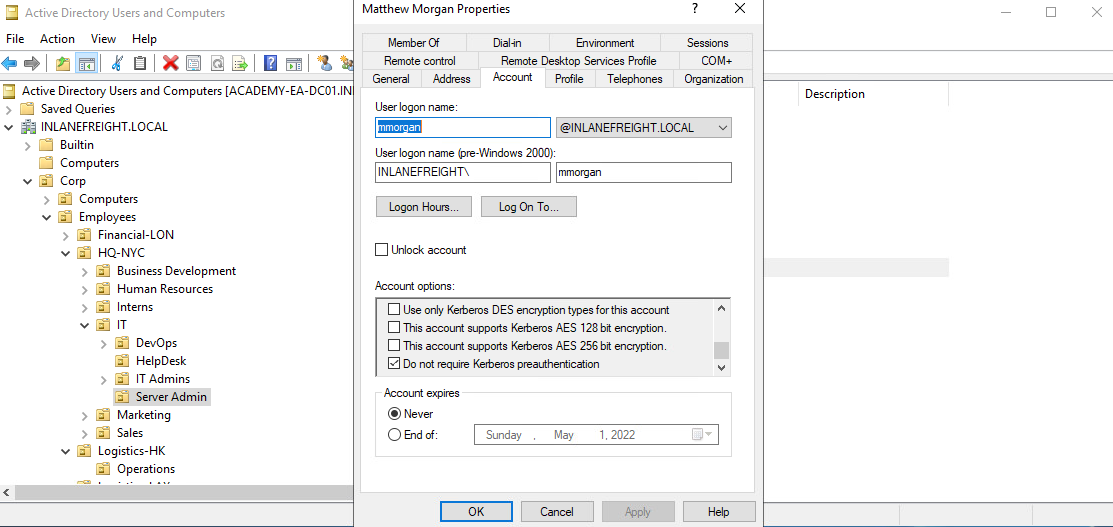 Active Directory Users and Computers
File Action View Help
Active Directory Users and Computers [ACADEMY-EA-DC01.IN
Saved Queries
INLANEFREIGHT.LOCAL
Builtin
Computers
Corp
Computers
Employees
Financial-LON
HQ-NYC
Business Development
Human Resources
Interns
IT
DevOps
HelpDesk
IT Admins
Server Admin
Marketing
Sales
Logistics-HK
Operations
Matthew Morgan Properties
?
Member Of Dial-in Environment Sessions
Remote control Remote Desktop Services Profile COM+
General Address Account Profile Telephones Organization
User logon name:
mmorgan @INLANEFREIGHT.LOCAL
User logon name (pre-Windows 2000):
INLANEFREIGHT\ mmorgan
Logon Hours... Log On To...
Unlock account
Account options:
Use only Kerberos DES encryption types for this account
This account supports Kerberos AES 128 bit encryption.
This account supports Kerberos AES 256 bit encryption.
Do not require Kerberos preauthentication
Account expires
Never
End of: Sunday , May 1, 2022
OK Cancel Apply Help
Description